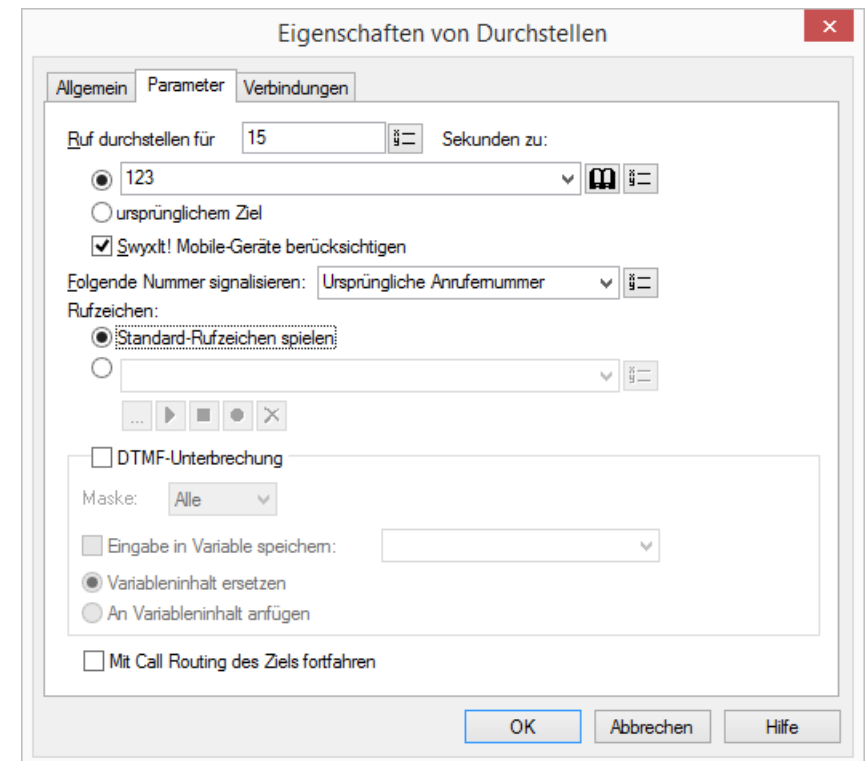 Eigenschaften von Durchstellen
Allgemein Parameter Verbindungen
Ruf durchstellen für 15 Sekunden zu:
123
ursprünglichem Ziel
SwyxIt! Mobile-Geräte berücksichtigen
Folgende Nummer signalisieren: Ursprüngliche Anrufernummer
Rufzeichen:
Standard-Rufzeichen spielen
...
DTMF-Unterbrechung
Maske: Alle
Eingabe in Variable speichern:
Variableninhalt ersetzen
An Variableninhalt anfügen
Mit Call Routing des Ziels fortfahren
OK Abbrechen Hilfe